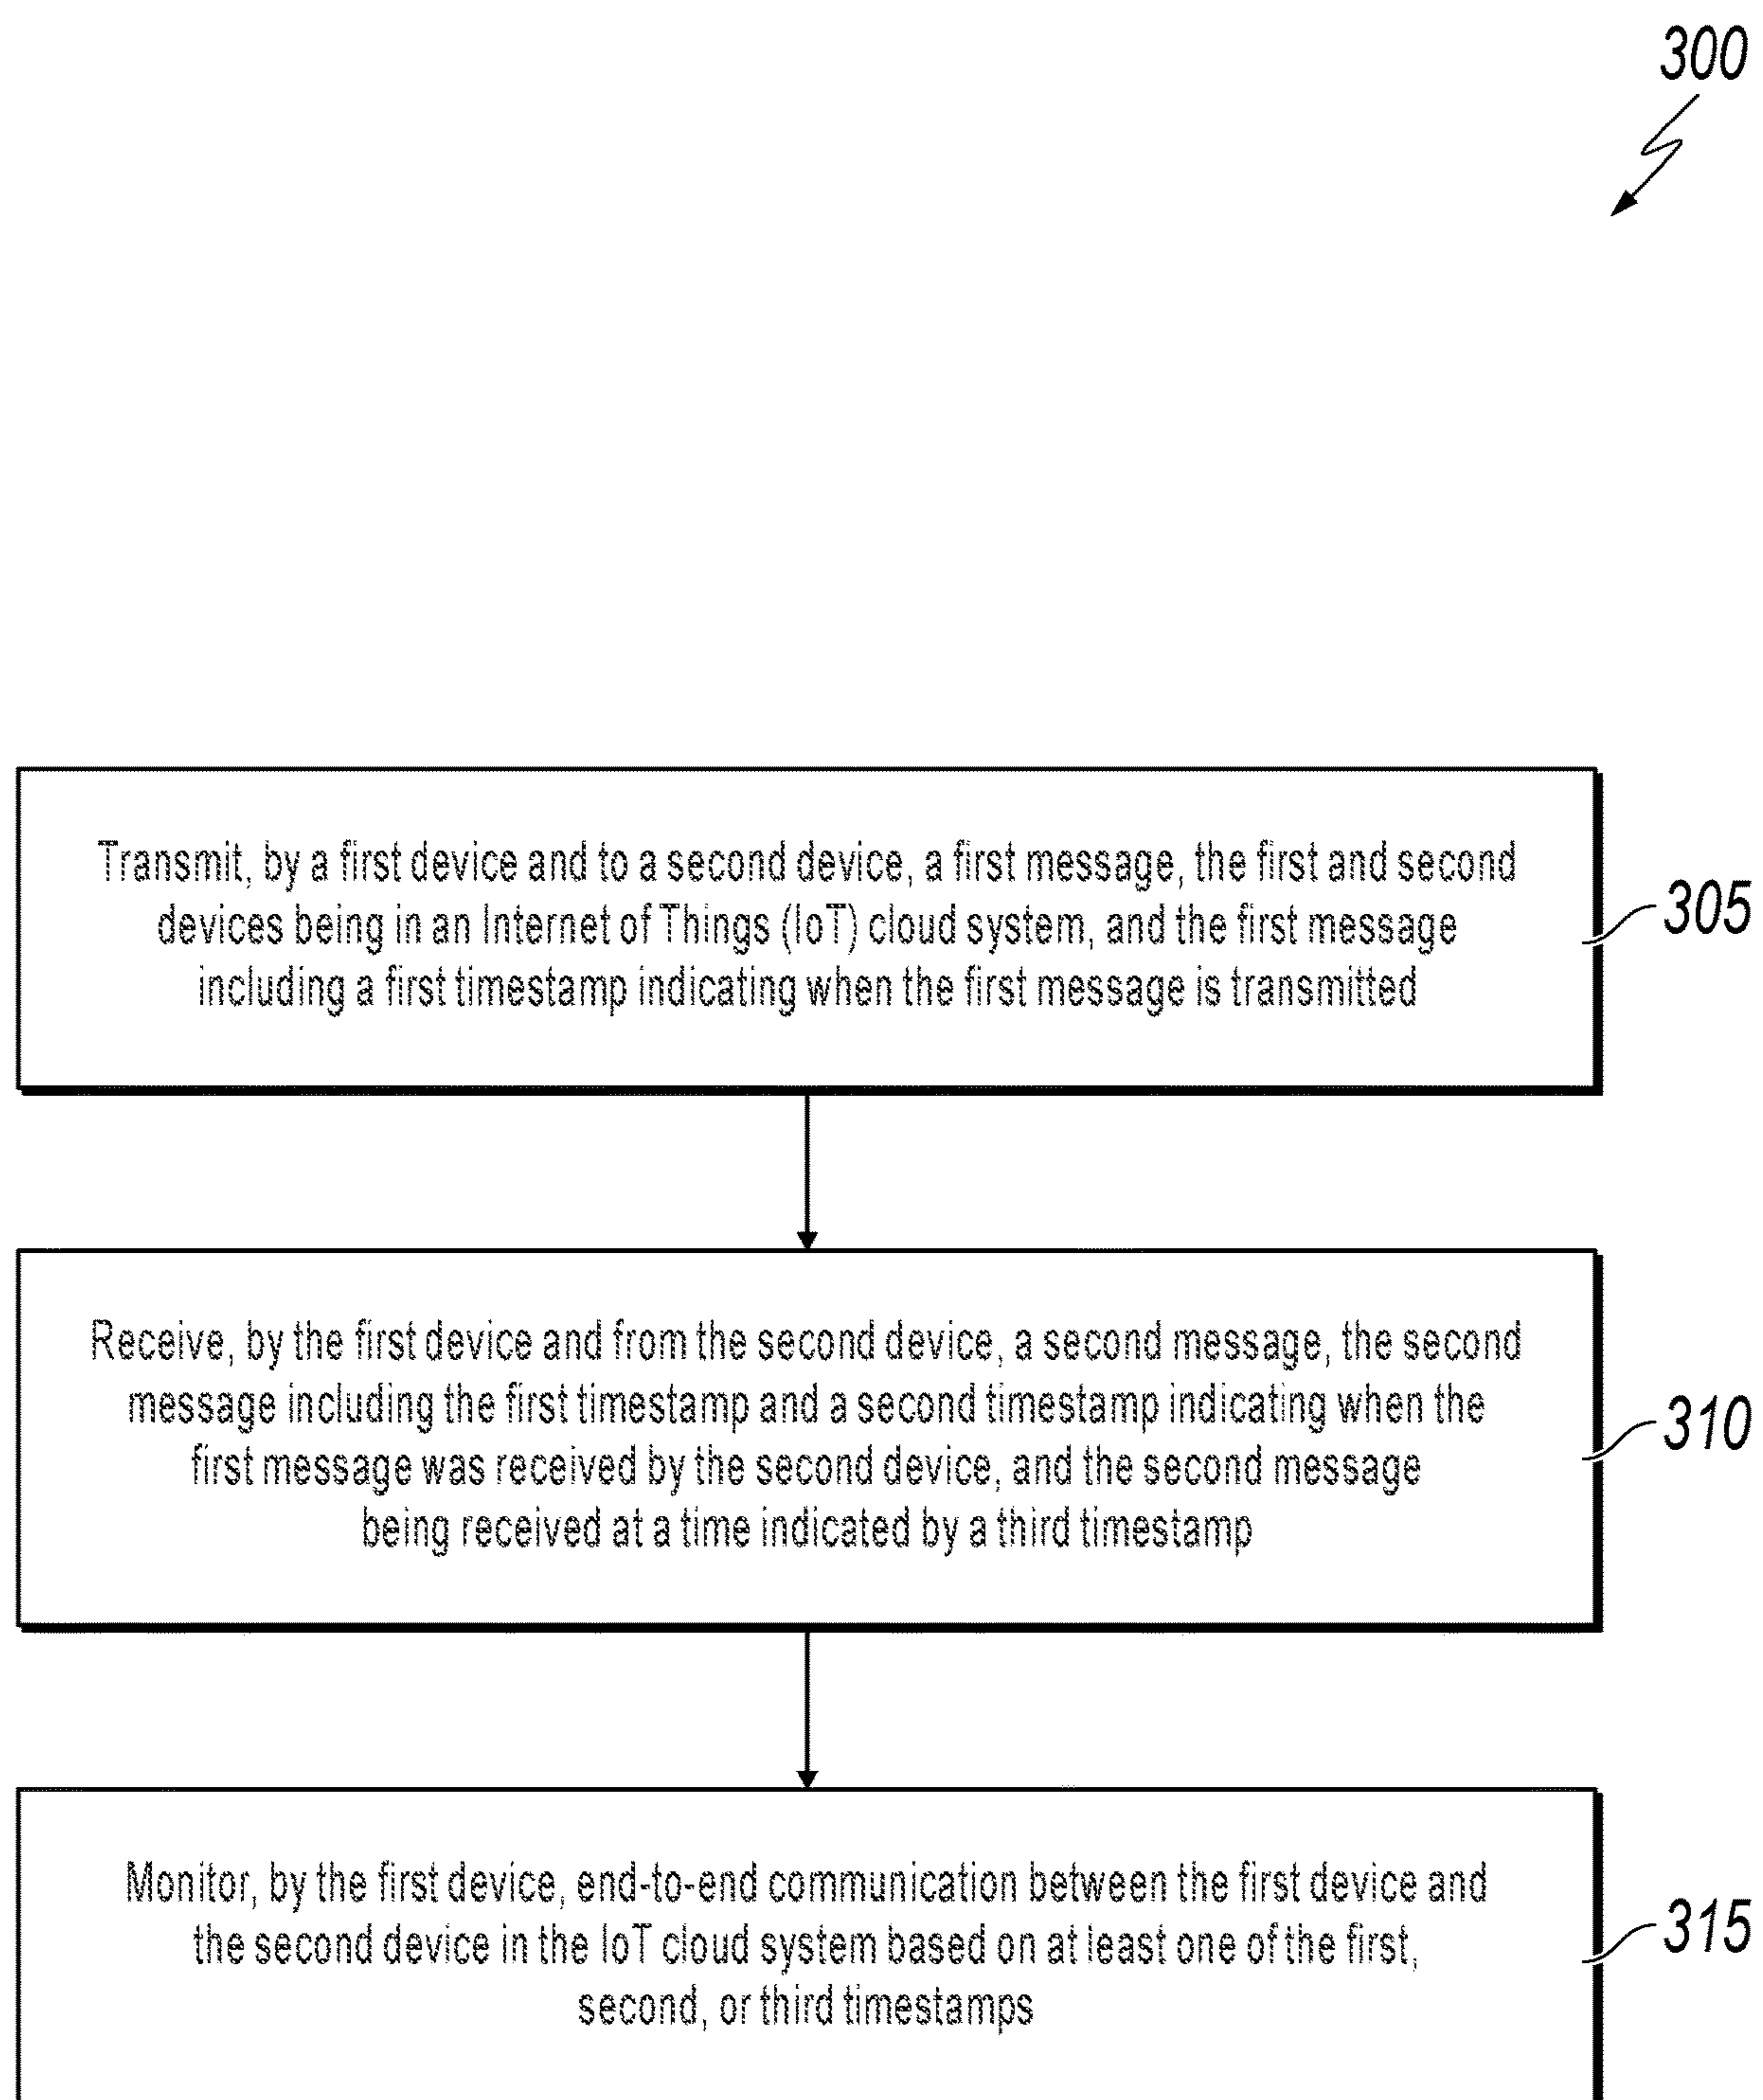 300
Transmit, by a first device and to a second device, a first message, the first and second
devices being in an Internet of Things (IoT) cloud system, and the first message
including a first timestamp indicating when the first message is transmitted
305
Receive, by the first device and from the second device, a second message, the second
message including the first timestamp and a second timestamp indicating when the
first message was received by the second device, and the second message
being received at a time indicated by a third timestamp
310
Monitor, by the first device, end-to-end communication between the first device and
the second device in the IoT cloud system based on at least one of the first,
second, or third timestamps
315